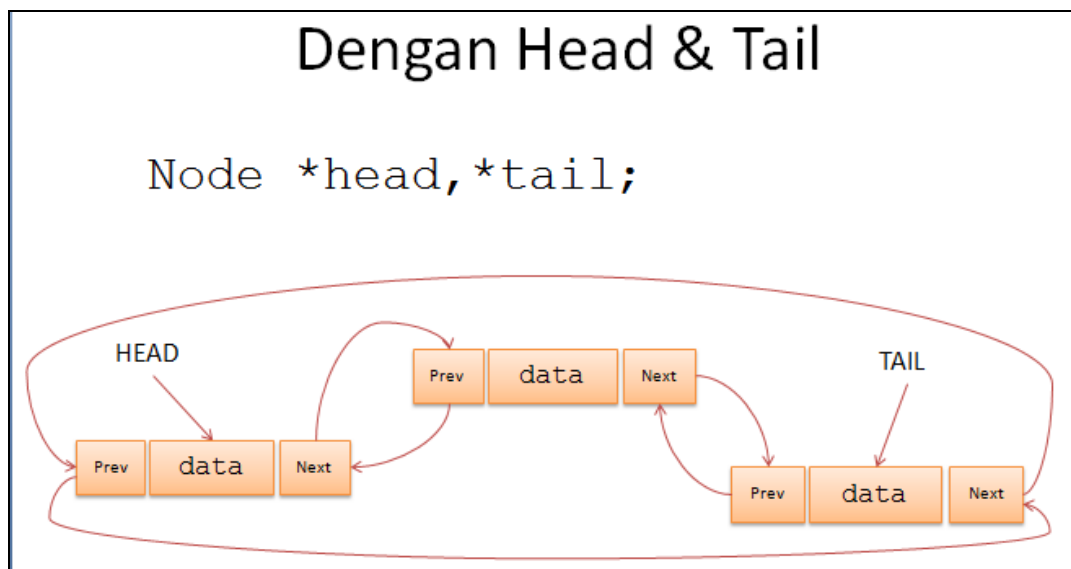 Dengan Head & Tail
Node *head,*tail;
HEAD
TAIL
Prev data Next
Prev data Next
Prev data Next